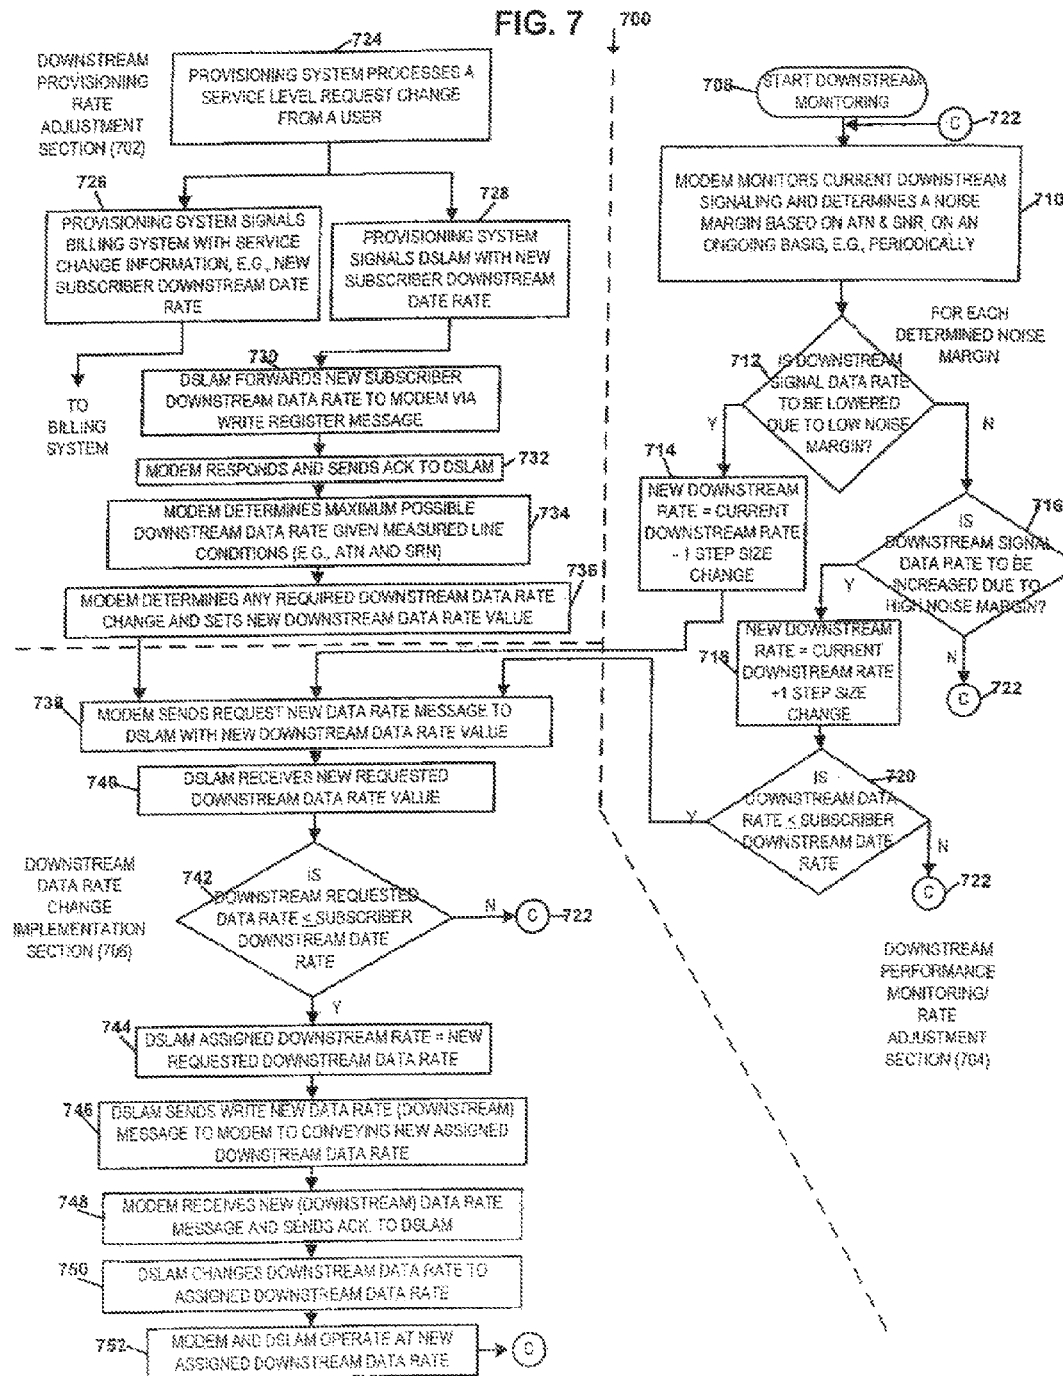 FIG. 7
700
724
DOWNSTREAM
PROVISIONING
RATE
ADJUSTMENT
SECTION (702)
PROVISIONING SYSTEM PROCESSES A
SERVICE LEVEL REQUEST CHANGE
FROM A USER
726
PROVISIONING SYSTEM SIGNALS
BILLING SYSTEM WITH SERVICE
CHANGE INFORMATION, E.G., NEW
SUBSCRIBER DOWNSTREAM DATE
RATE
728
PROVISIONING SYSTEM
SIGNALS DSLAM WITH NEW
SUBSCRIBER DOWNSTREAM
DATE RATE
TO
BILLING
SYSTEM
730
DSLAM FORWARDS NEW SUBSCRIBER
DOWNSTREAM DATA RATE TO MODEM VIA
WRITE REGISTER MESSAGE
MODEM RESPONDS AND SENDS ACK TO DSLAM
732
MODEM DETERMINES MAXIMUM POSSIBLE
DOWNSTREAM DATA RATE GIVEN MEASURED LINE
CONDITIONS (E.G., ATN AND SRN)
734
736
MODEM DETERMINES ANY REQUIRED DOWNSTREAM DATA RATE
CHANGE AND SETS NEW DOWNSTREAM DATA RATE VALUE
708
START DOWNSTREAM
MONITORING
C
722
MODEM MONITORS CURRENT DOWNSTREAM
SIGNALING AND DETERMINES A NOISE
MARGIN BASED ON ATN & SNR, ON AN
ONGOING BASIS, E.G., PERIODICALLY
710
FOR EACH
DETERMINED NOISE
MARGIN
712
IS DOWNSTREAM
SIGNAL DATA RATE
TO BE LOWERED
DUE TO LOW NOISE
MARGIN?
Y
N
714
NEW DOWNSTREAM
RATE = CURRENT
DOWNSTREAM RATE
- 1 STEP SIZE
CHANGE
716
IS
DOWNSTREAM SIGNAL
DATA RATE TO BE
INCREASED DUE TO
HIGH NOISE MARGIN?
Y
N
C
722
718
NEW DOWNSTREAM
RATE = CURRENT
DOWNSTREAM RATE
+1 STEP SIZE
CHANGE
720
IS
DOWNSTREAM DATA
RATE ≤ SUBSCRIBER
DOWNSTREAM DATE
RATE
Y
N
C
722
DOWNSTREAM
PERFORMANCE
MONITORING/
RATE
ADJUSTMENT
SECTION (704)
738
MODEM SENDS REQUEST NEW DATA RATE MESSAGE TO
DSLAM WITH NEW DOWNSTREAM DATA RATE VALUE
740
DSLAM RECEIVES NEW REQUESTED
DOWNSTREAM DATA RATE VALUE
DOWNSTREAM
DATA RATE
CHANGE
IMPLEMENTATION
SECTION (706)
742
IS
DOWNSTREAM REQUESTED
DATA RATE ≤ SUBSCRIBER
DOWNSTREAM DATE
RATE
N
C
722
Y
744
DSLAM ASSIGNED DOWNSTREAM RATE = NEW
REQUESTED DOWNSTREAM DATA RATE
746
DSLAM SENDS WRITE NEW DATA RATE (DOWNSTREAM)
MESSAGE TO MODEM TO CONVEYING NEW ASSIGNED
DOWNSTREAM DATA RATE
748
MODEM RECEIVES NEW (DOWNSTREAM) DATA RATE
MESSAGE AND SENDS ACK. TO DSLAM
750
DSLAM CHANGES DOWNSTREAM DATA RATE TO
ASSIGNED DOWNSTREAM DATA RATE
752
MODEM AND DSLAM OPERATE AT NEW
ASSIGNED DOWNSTREAM DATA RATE
C